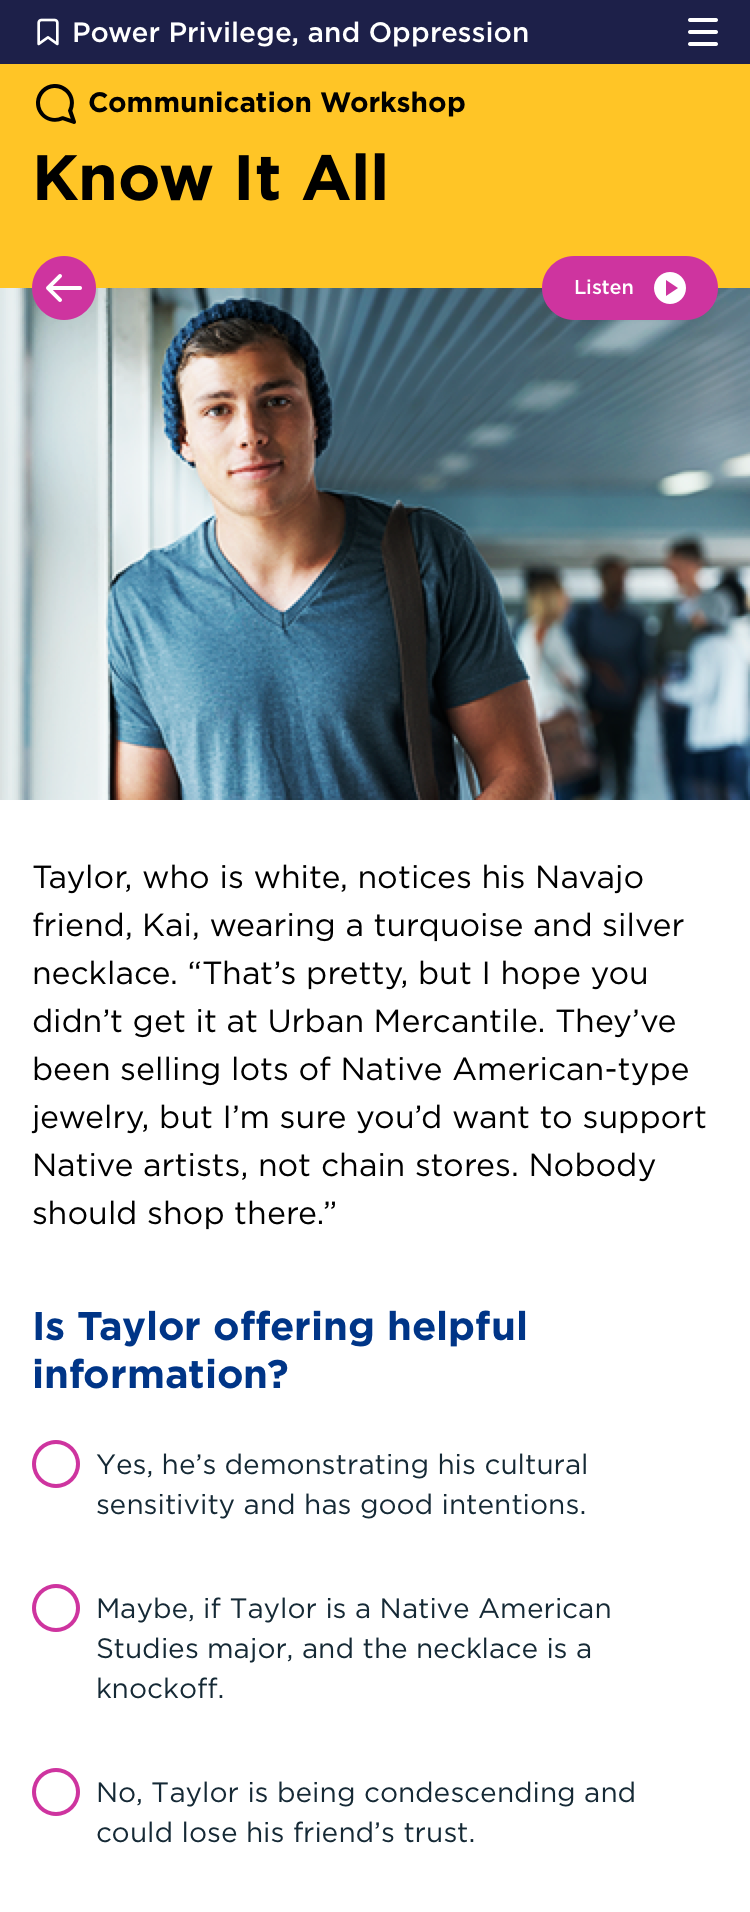 Power Privilege, and Oppression
Communication Workshop
Know It All
Listen
Taylor, who is white, notices his Navajo
friend, Kai, wearing a turquoise and silver
necklace. “That’s pretty, but I hope you
didn’t get it at Urban Mercantile. They’ve
been selling lots of Native American-type
jewelry, but I’m sure you’d want to support
Native artists, not chain stores. Nobody
should shop there.”
Is Taylor offering helpful
information?
Yes, he’s demonstrating his cultural
sensitivity and has good intentions.
Maybe, if Taylor is a Native American
Studies major, and the necklace is a
knockoff.
No, Taylor is being condescending and
could lose his friend’s trust.